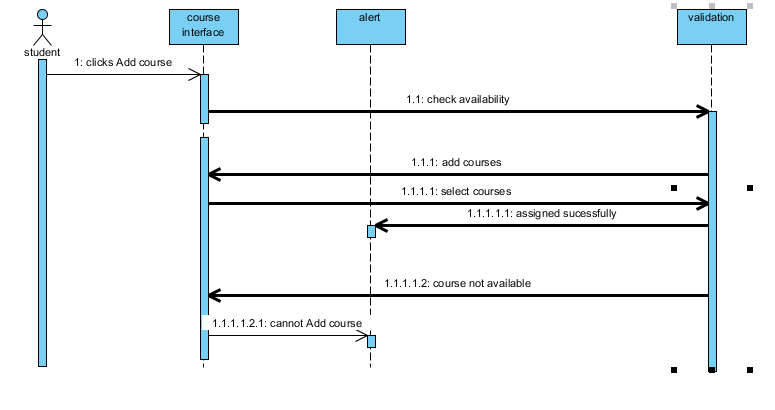 course
interface
alert
validation
student
1: clicks Add course
1.1: check availability
1.1.1: add courses
1.1.1.1: select courses
1.1.1.1.1: assigned sucessfully
1.1.1.1.2: course not available
1.1.1.1.2.1: cannot Add course